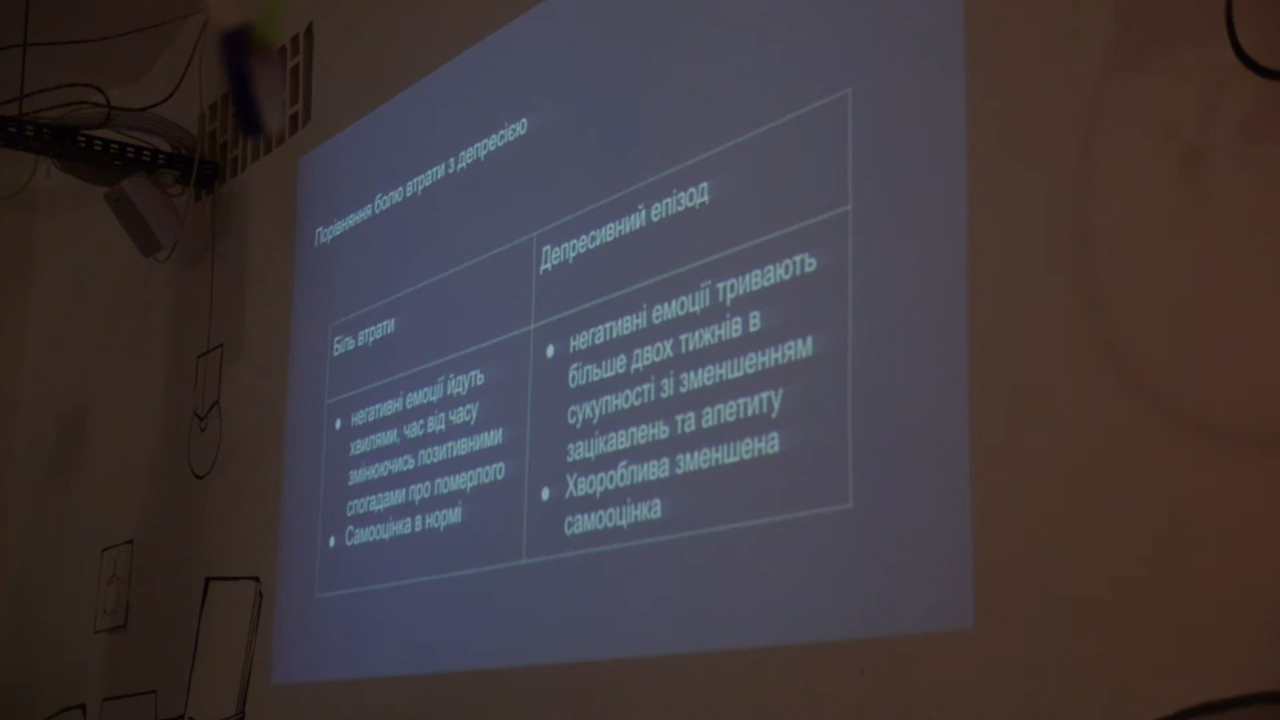 Порівняння болю втрати з депресією
Біль втрати
Депресивний епізод
● негативні емоції йдуть
хвилями, час від часу
змінюючись позитивними
спогадами про померлого
● Самооцінка в нормі
● негативні емоції тривають
більше двох тижнів в
сукупності зі зменшенням
зацікавлень та апетиту
● Хвороблива зменшена
самооцінка